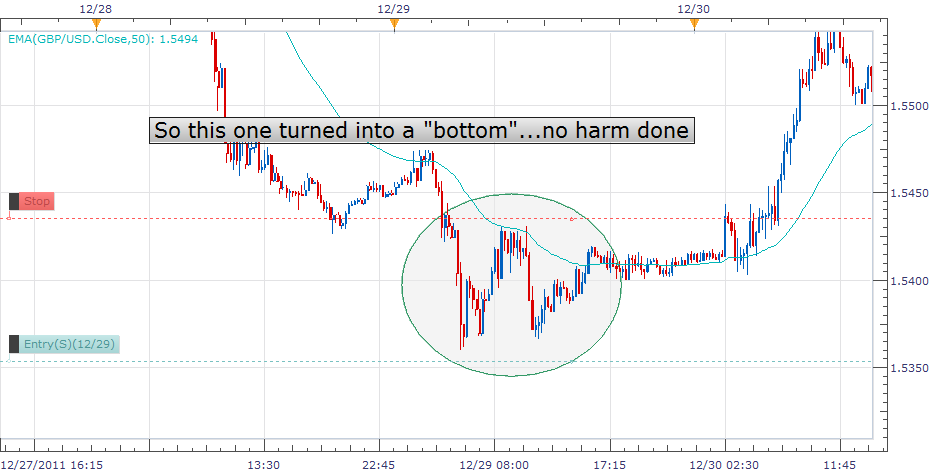 12/28 12/29 12/30
EMA(GBP/USD.Close,50): 1.5494
1.5500
So this one turned into a "bottom"...no harm done
Stop
1.5450
1.5400
Entry(S)(12/29)
1.5350
12/27/2011 16:15 13:30 22:45 12/29 08:00 17:15 12/30 02:30 11:45